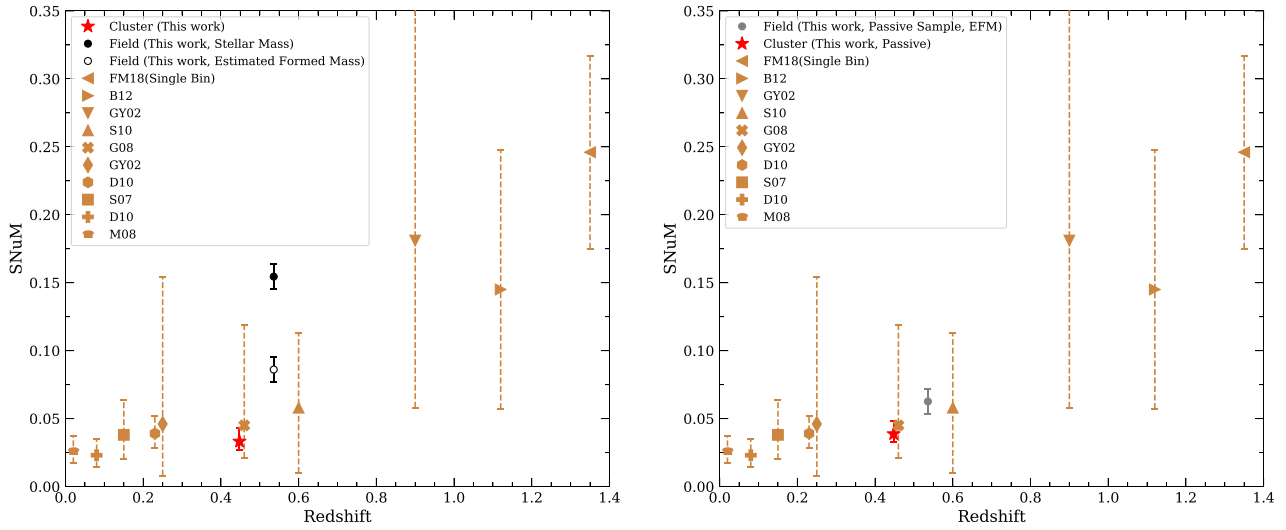 0.35
0.30
0.25
0.20
0.15
0.10
0.05
0.00
SNuM
0.0 0.2 0.4 0.6 0.8 1.0 1.2 1.4
Redshift
Cluster (This work)
Field (This work, Stellar Mass)
Field (This work, Estimated Formed Mass)
FM18(Single Bin)
B12
GY02
S10
G08
GY02
D10
S07
D10
M08
0.35
0.30
0.25
0.20
0.15
0.10
0.05
0.00
SNuM
0.0 0.2 0.4 0.6 0.8 1.0 1.2 1.4
Redshift
Field (This work, Passive Sample, EFM)
Cluster (This work, Passive)
FM18(Single Bin)
B12
GY02
S10
G08
GY02
D10
S07
D10
M08